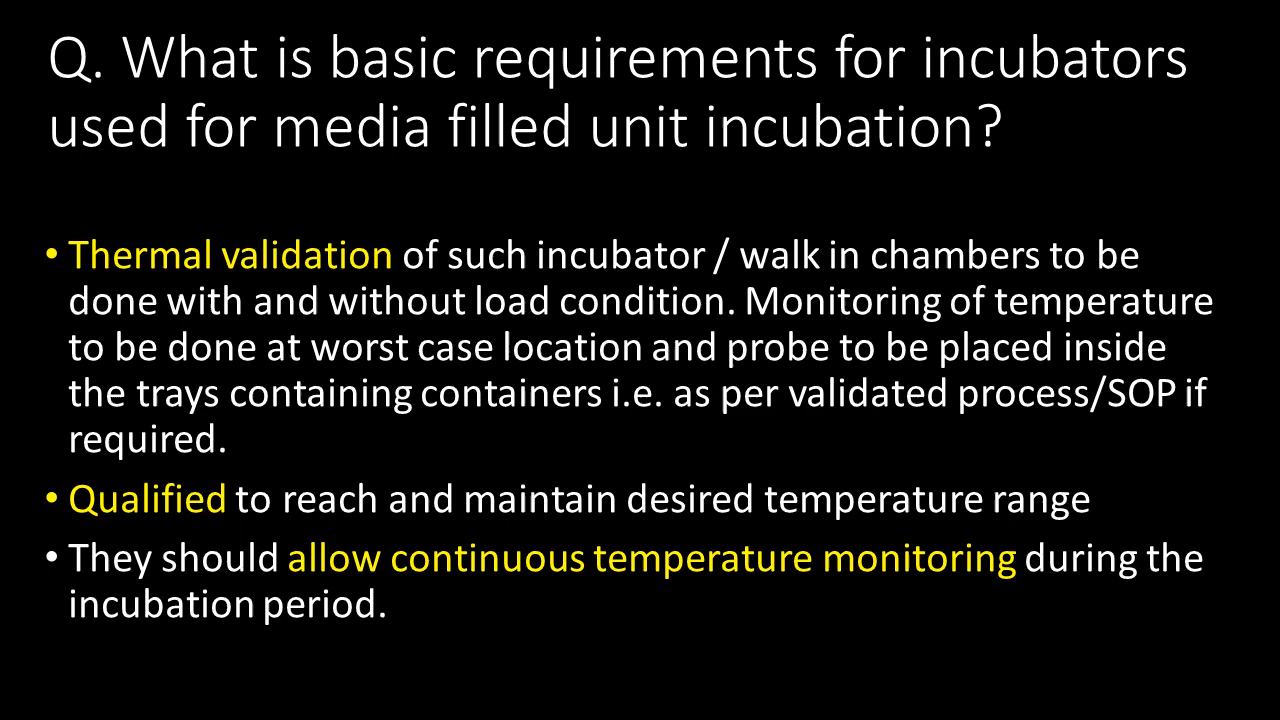 Q. What is basic requirements for incubators
used for media filled unit incubation?
• Thermal validation of such incubator / walk in chambers to be
done with and without load condition. Monitoring of temperature
to be done at worst case location and probe to be placed inside
the trays containing containers i.e. as per validated process/SOP if
required.
• Qualified to reach and maintain desired temperature range
• They should allow continuous temperature monitoring during the
incubation period.